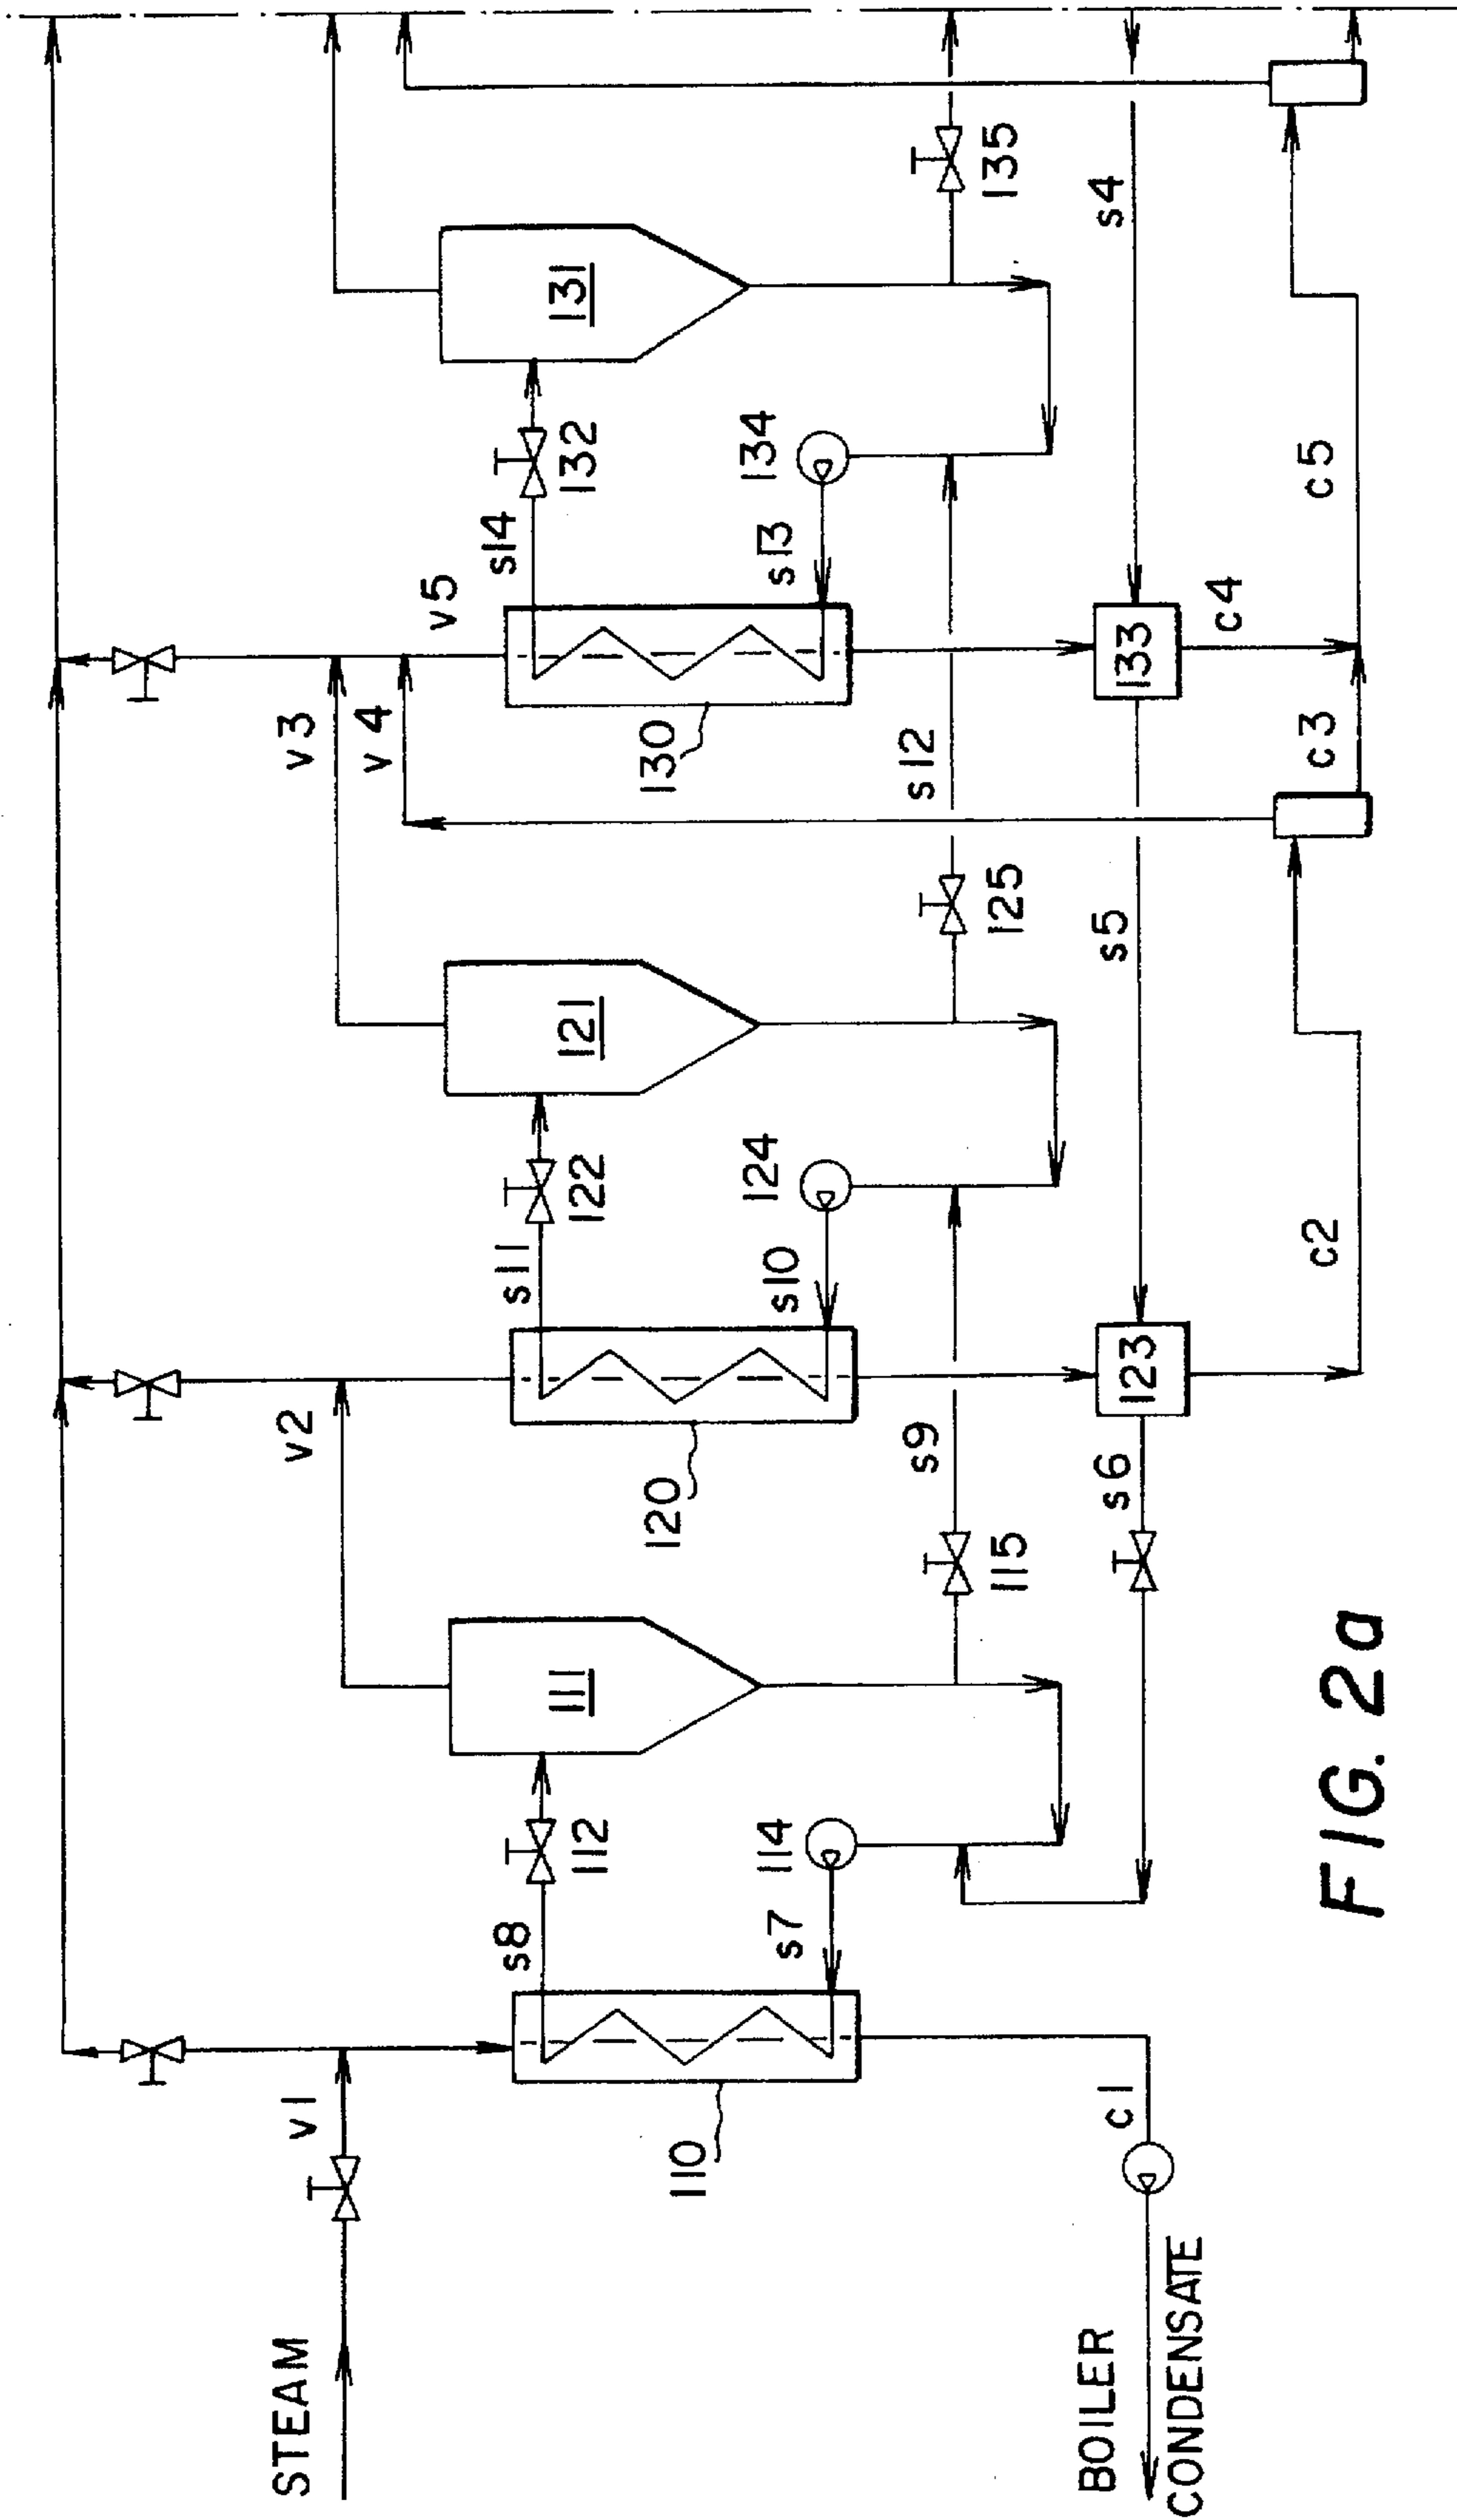 STEAM
v1
v2
v3
v4
v5
s8
112
111
s11
122
121
s14
132
131
110
120
130
s7
114
s10
124
s13
134
s9
115
s12
125
135
c1
s6
123
s5
133
s4
c2
c3
c4
c5
BOILER
CONDENSATE
FIG. 2a